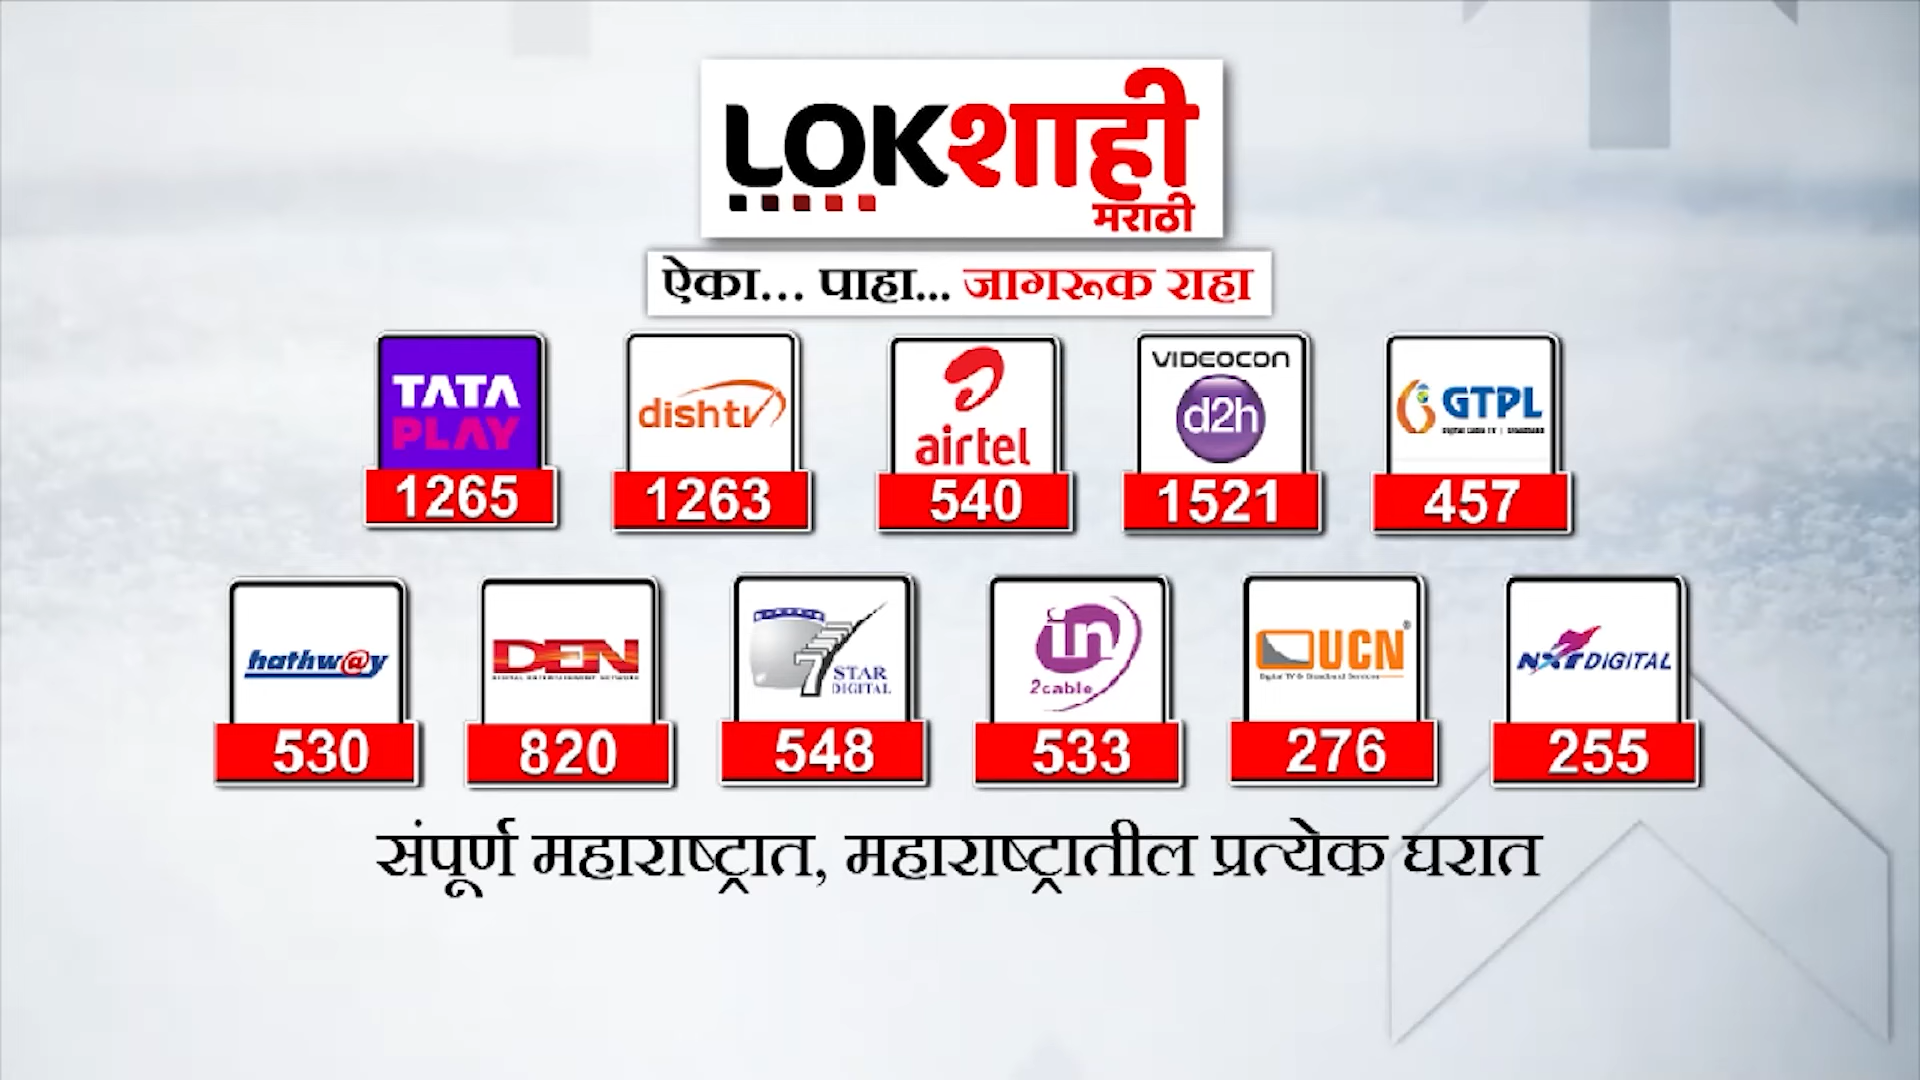 LOKशाही
मराठी
ऐका... पाहा... जागरूक राहा
TATA PLAY
dishtv
airtel
VIDEOCON d2h
GTPL
1265 1263 540 1521 457
hathw@y
DEN
7 STAR DIGITAL
in 2cable
UCN
NXT DIGITAL
530 820 548 533 276 255
संपूर्ण महाराष्ट्रात, महाराष्ट्रातील प्रत्येक घरात